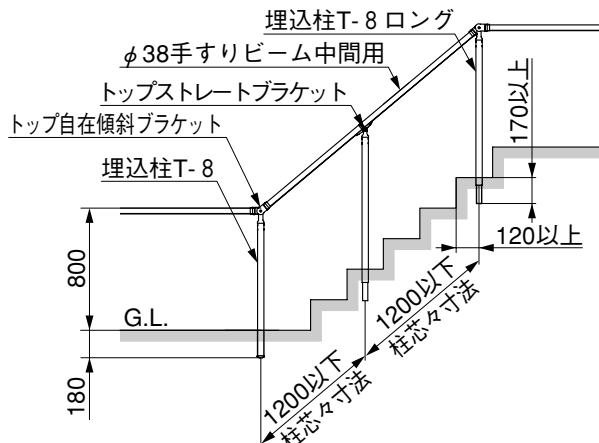 埋込柱T-8 ロング
φ38手すりビーム中間用
トップストレートブラケット
トップ自在傾斜ブラケット
埋込柱T-8
170以上
120以上
800
G.L.
180
1200以下
柱芯々寸法
1200以下
柱芯々寸法